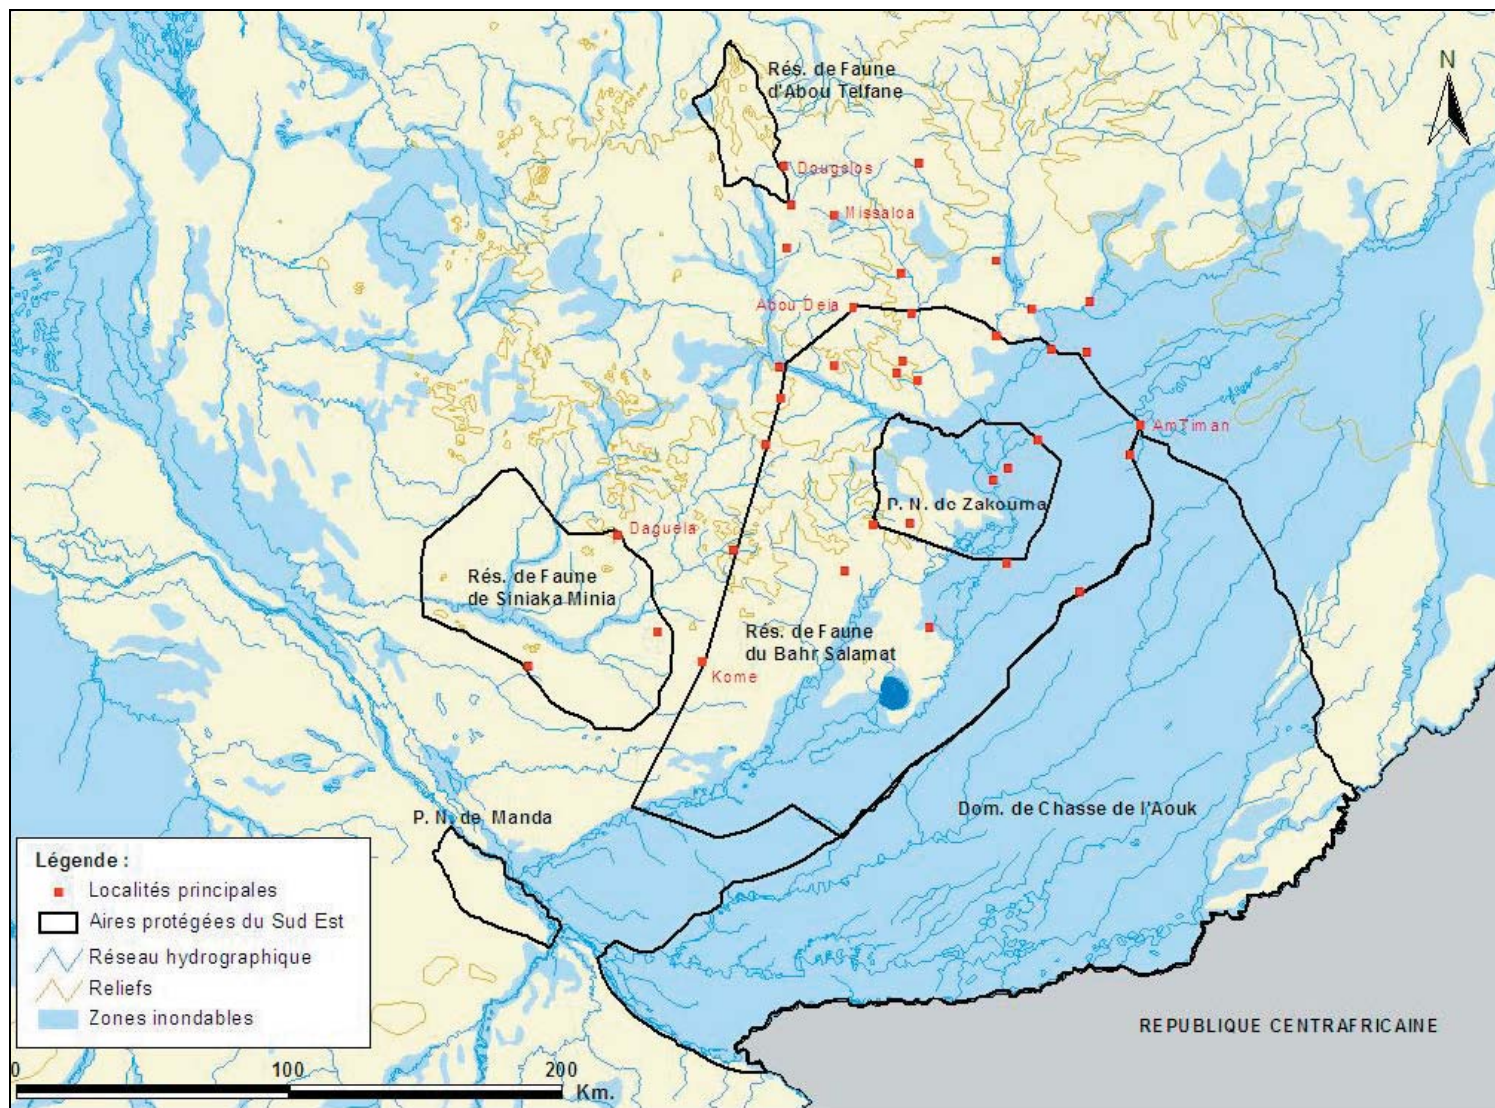 N
Rés. de Faune
d'Abou Telfane
Dougolos
Missaloa
Abou Deia
AmTiman
P. N. de Zakouma
Daguela
Rés. de Faune
de Siniaka Minia
Rés. de Faune
du Bahr Salamat
Kome
Dom. de Chasse de l'Aouk
P. N. de Manda
Légende :
Localités principales
Aires protégées du Sud Est
Réseau hydrographique
Reliefs
Zones inondables
REPUBLIQUE CENTRAFRICAINE
0 100 200
Km.